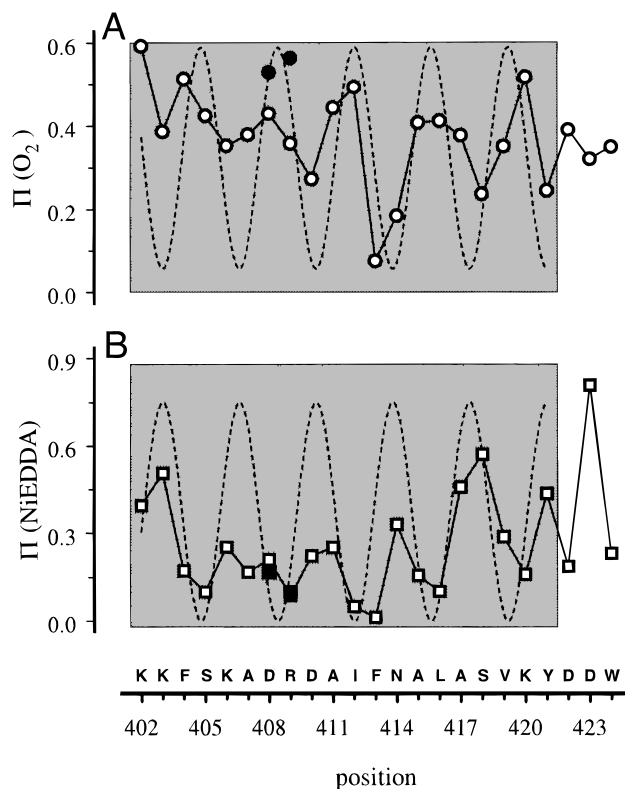 A
0.6
0.4
0.2
0.0
Π (O₂)
B
0.9
0.6
0.3
0.0
Π (NiEDDA)
K K F S K A D R D A I F N A L A S V K Y D D W
402 405 408 411 414 417 420 423
position